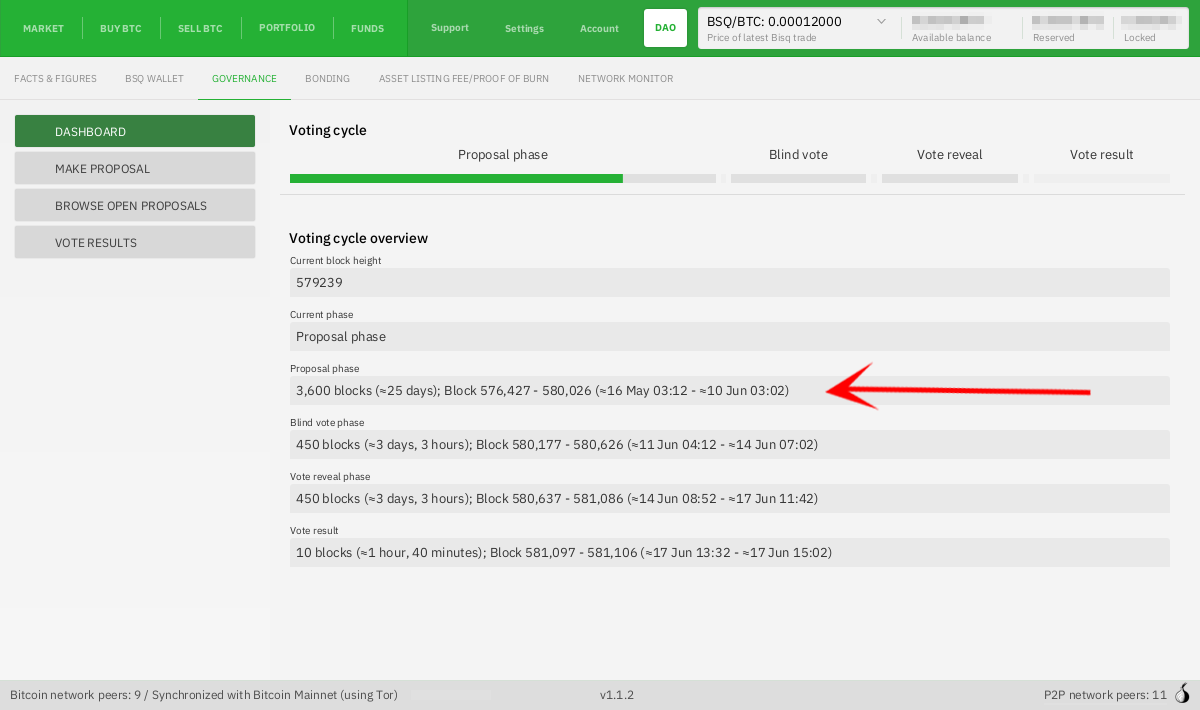 MARKET BUY BTC SELL BTC PORTFOLIO FUNDS Support Settings Account DAO
BSQ/BTC: 0.00012000
Price of latest Bisq trade Available balance Reserved Locked
FACTS & FIGURES BSQ WALLET GOVERNANCE BONDING ASSET LISTING FEE/PROOF OF BURN NETWORK MONITOR
DASHBOARD
MAKE PROPOSAL
BROWSE OPEN PROPOSALS
VOTE RESULTS
Voting cycle
Proposal phase Blind vote Vote reveal Vote result
Voting cycle overview
Current block height
579239
Current phase
Proposal phase
Proposal phase
3,600 blocks (≈25 days); Block 576,427 - 580,026 (≈16 May 03:12 - ≈10 Jun 03:02)
Blind vote phase
450 blocks (≈3 days, 3 hours); Block 580,177 - 580,626 (≈11 Jun 04:12 - ≈14 Jun 07:02)
Vote reveal phase
450 blocks (≈3 days, 3 hours); Block 580,637 - 581,086 (≈14 Jun 08:52 - ≈17 Jun 11:42)
Vote result
10 blocks (≈1 hour, 40 minutes); Block 581,097 - 581,106 (≈17 Jun 13:32 - ≈17 Jun 15:02)
Bitcoin network peers: 9 / Synchronized with Bitcoin Mainnet (using Tor) v1.1.2 P2P network peers: 11